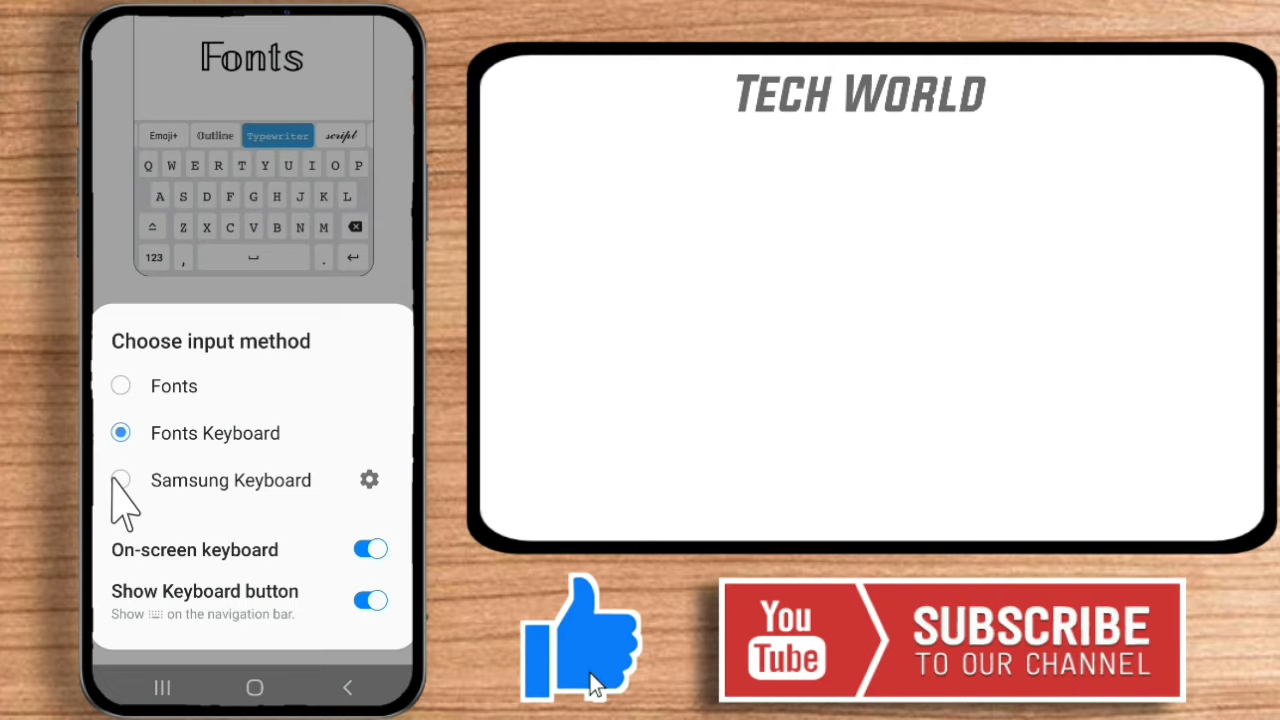 Fonts
Emoji+ Outline Typewriter script
Q W E R T Y U I O P
A S D F G H J K L
Z X C V B N M
123 , .
Choose input method
Fonts
Fonts Keyboard
Samsung Keyboard
On-screen keyboard
Show Keyboard button
Show on the navigation bar.
TECH WORLD
You
Tube
SUBSCRIBE
TO OUR CHANNEL